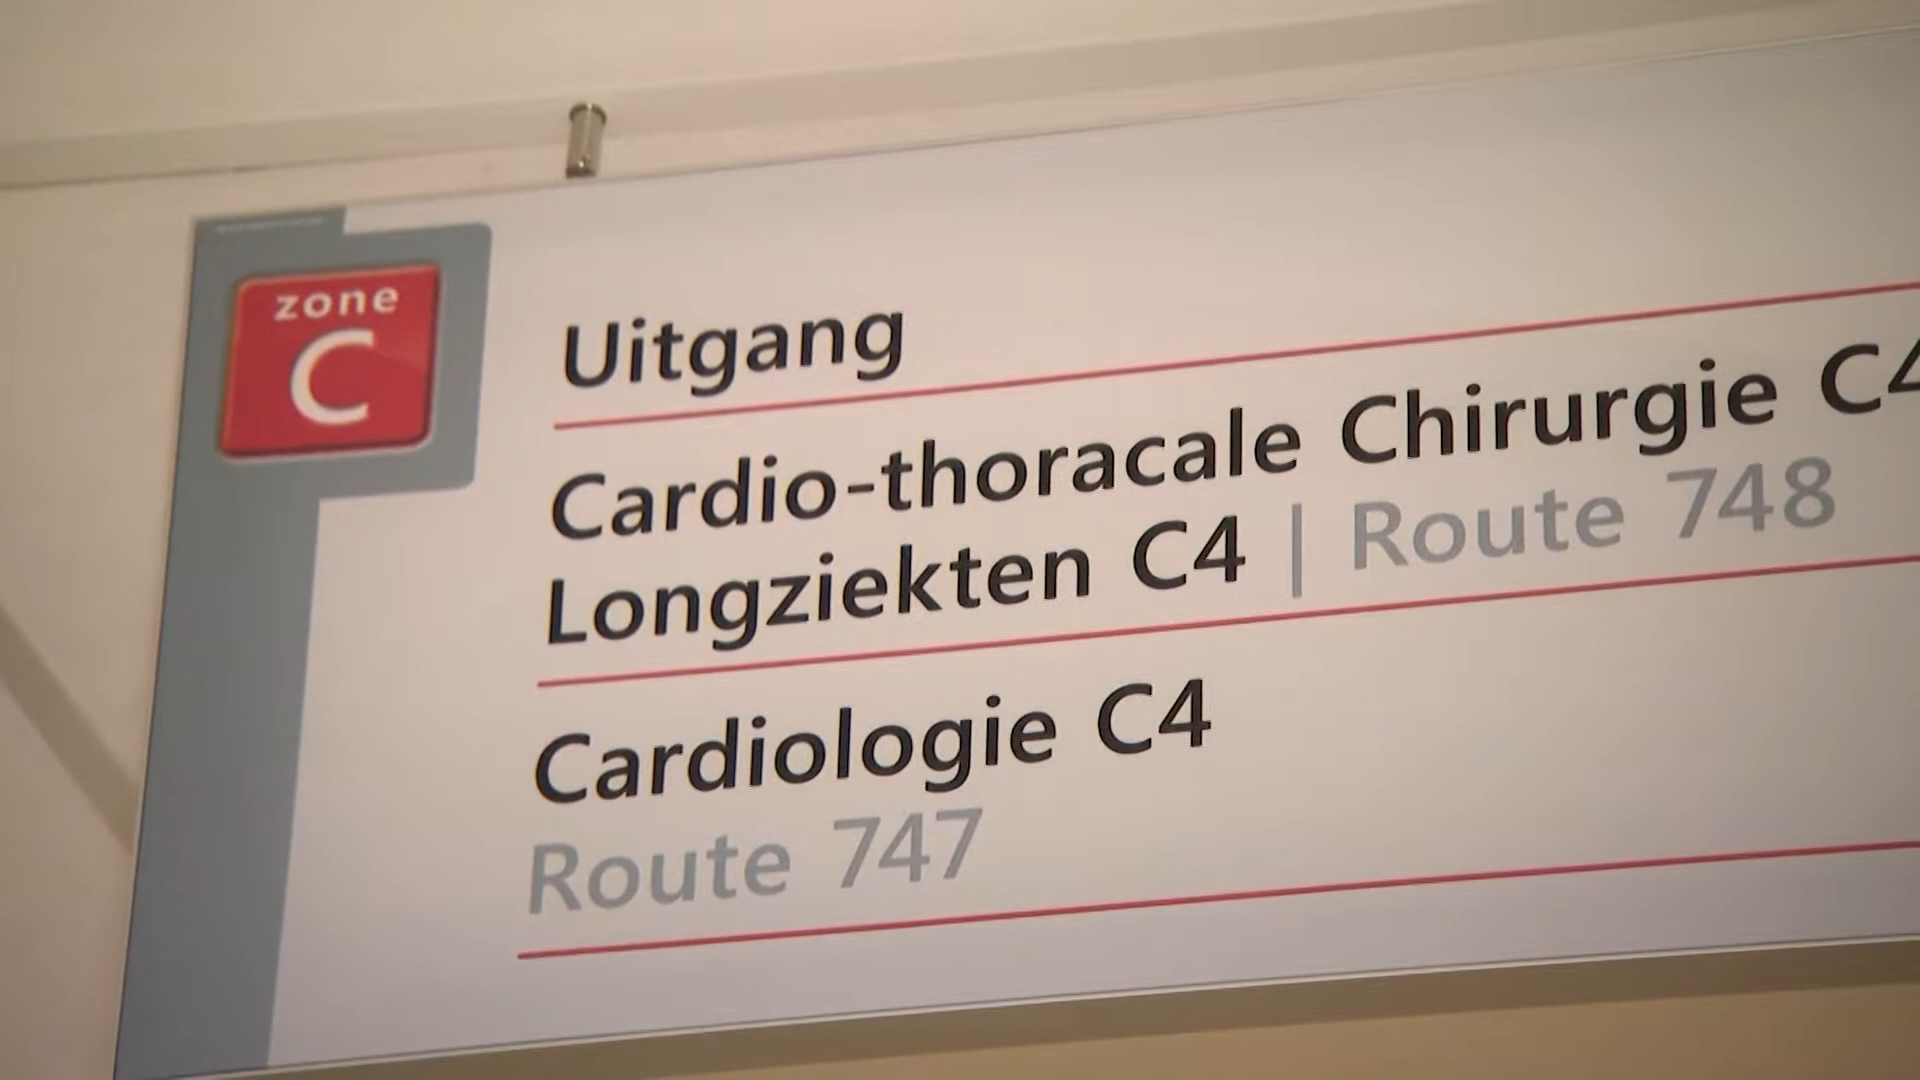 zone
C
Uitgang
Cardio-thoracale Chirurgie C4
Longziekten C4 | Route 748
Cardiologie C4
Route 747